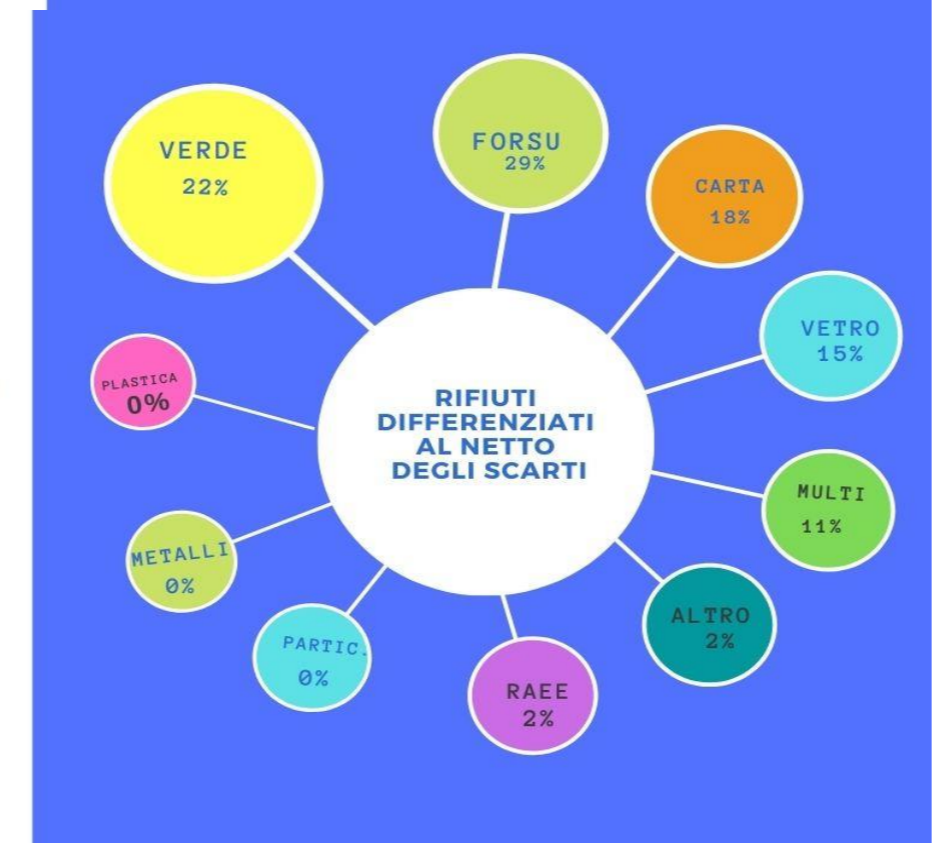 VERDE
22%
FORSU
29%
CARTA
18%
VETRO
15%
RIFIUTI
DIFFERENZIATI
AL NETTO
DEGLI SCARTI
PLASTICA
0%
MULTI
11%
METALLI
0%
ALTRO
2%
PARTIC.
0%
RAEE
2%